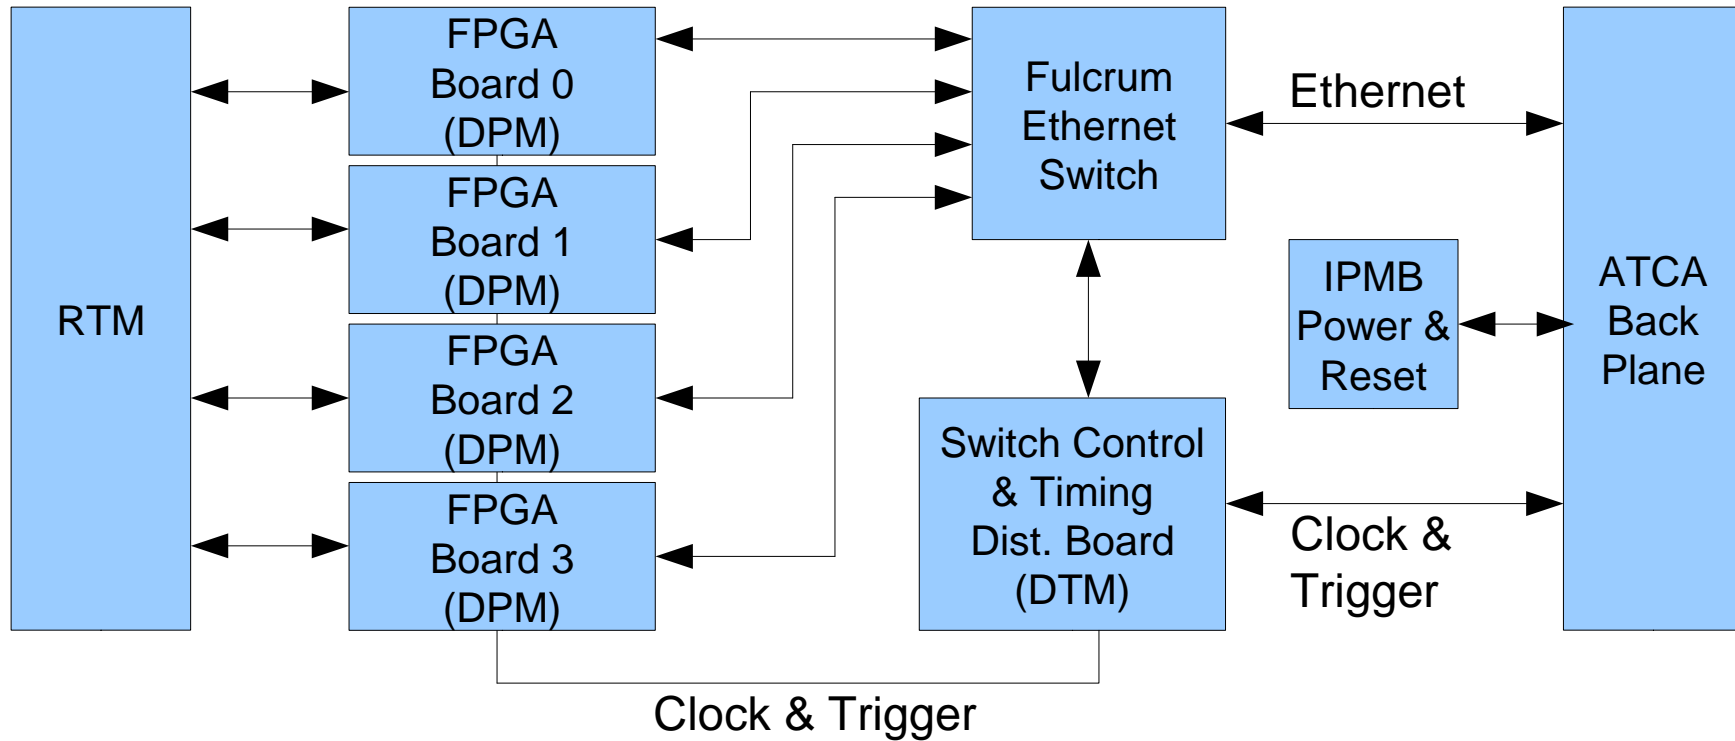 RTM
FPGA
Board 0
(DPM)
FPGA
Board 1
(DPM)
FPGA
Board 2
(DPM)
FPGA
Board 3
(DPM)
Fulcrum
Ethernet
Switch
Switch Control
& Timing
Dist. Board
(DTM)
Ethernet
IPMB
Power &
Reset
Clock &
Trigger
ATCA
Back
Plane
Clock & Trigger